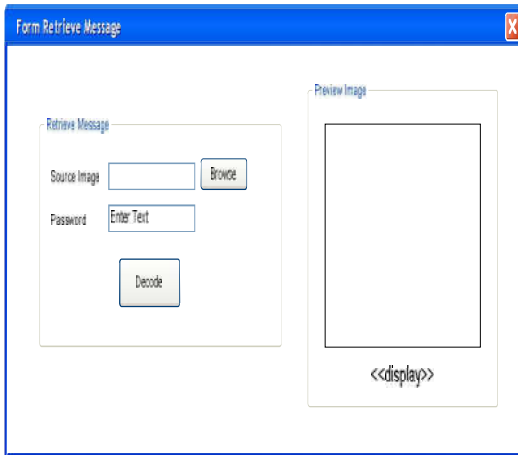 Form Retrieve Message
X
Preview Image
Retrieve Message
Source Image
Browse
Password
Enter Text
Decode
<<display>>